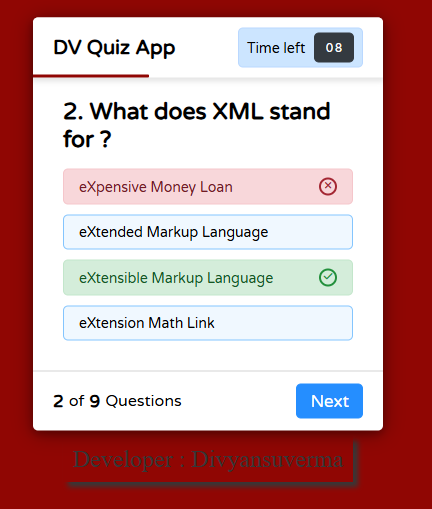 DV Quiz App
Time left 08
2. What does XML stand
for ?
eXpensive Money Loan
eXtended Markup Language
eXtensible Markup Language
eXtension Math Link
2 of 9 Questions
Next
Developer : Divyansuverma